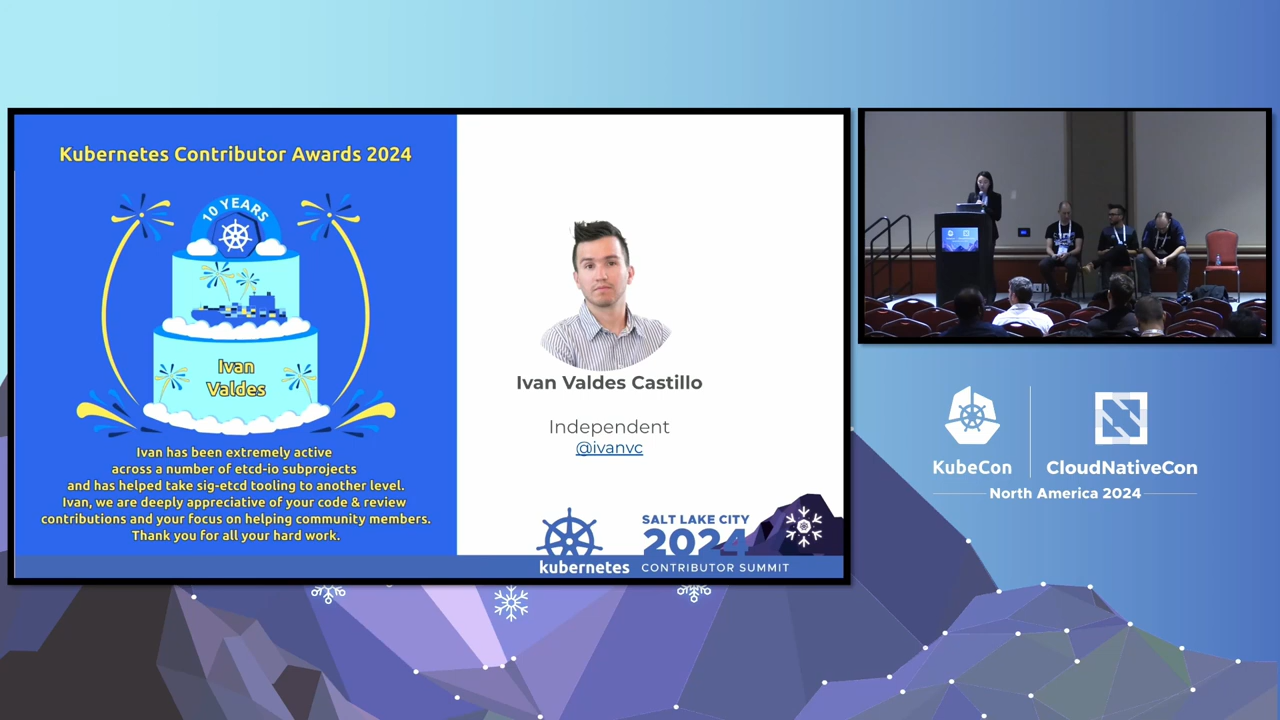 Kubernetes Contributor Awards 2024
10 YEARS
Ivan
Valdes
Ivan has been extremely active
across a number of etcd-io subprojects
and has helped take sig-etcd tooling to another level.
Ivan, we are deeply appreciative of your code & review
contributions and your focus on helping community members.
Thank you for all your hard work.
Ivan Valdes Castillo
Independent
@ivanvc
SALT LAKE CITY
2024
kubernetes
CONTRIBUTOR SUMMIT
KubeCon
CloudNativeCon
North America 2024